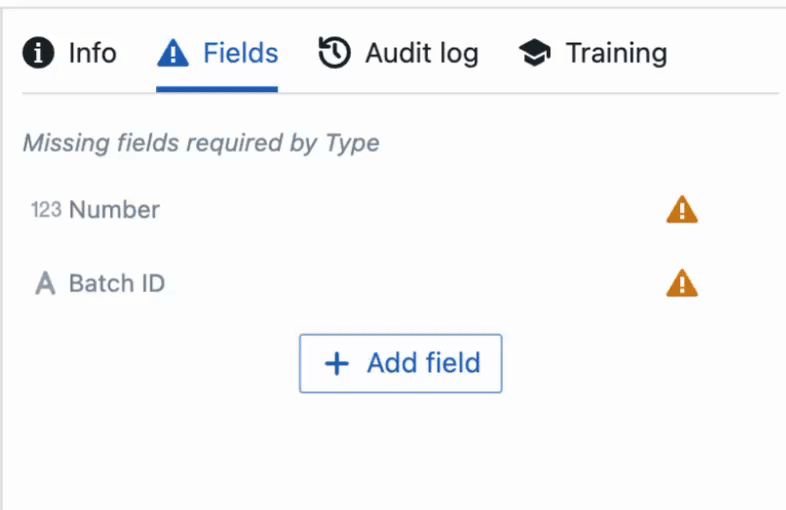 Info Fields Audit log Training
Missing fields required by Type
123 Number
A Batch ID
+ Add field